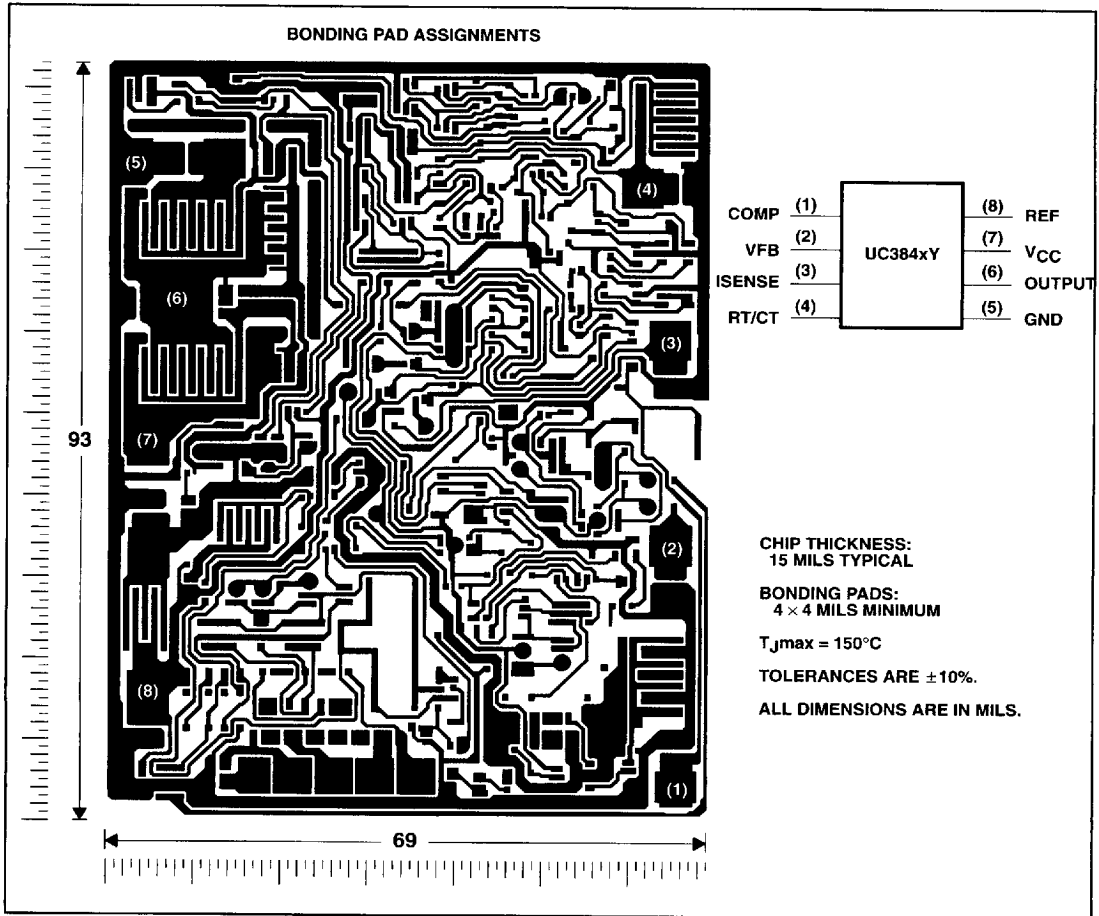 BONDING PAD ASSIGNMENTS
(5)
(4)
(6)
(3)
(7)
(2)
(8)
(1)
93
69
COMP (1)
VFB (2)
ISENSE (3)
RT/CT (4)
UC384xY
(8) REF
(7) VCC
(6) OUTPUT
(5) GND
CHIP THICKNESS:
15 MILS TYPICAL
BONDING PADS:
4 × 4 MILS MINIMUM
TJmax = 150°C
TOLERANCES ARE ±10%.
ALL DIMENSIONS ARE IN MILS.